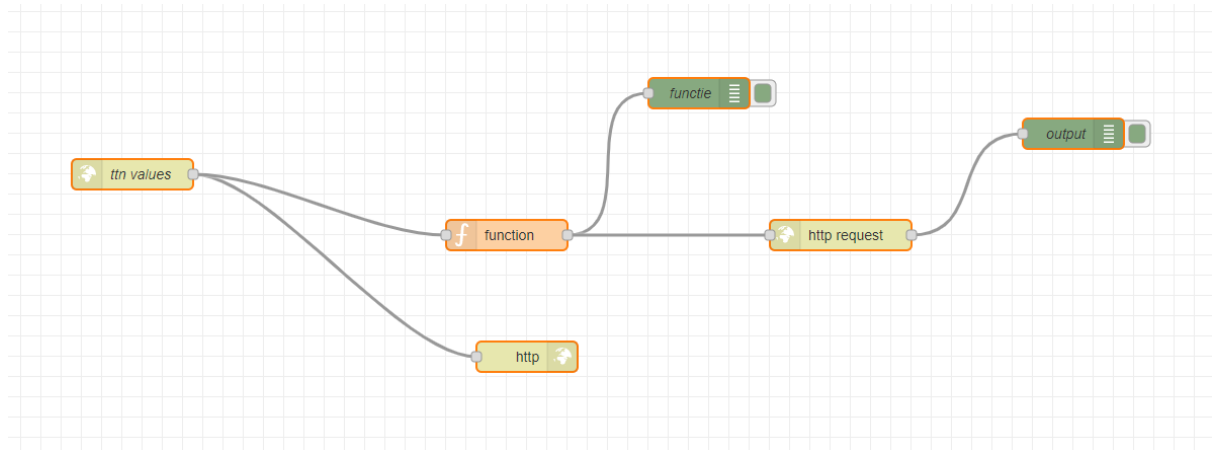 functie
output
ttn values
function
http request
http